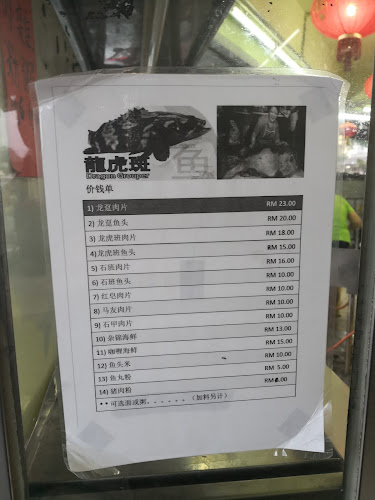 龍虎斑
Dragon Grouper
魚
价钱单
1) 龙趸肉片 RM 23.00
2) 龙趸鱼头 RM 20.00
3) 龙虎班肉片 RM 18.00
4)龙虎班鱼头 RM 15.00
5) 石班肉片 RM 16.00
6) 石班鱼头 RM 10.00
7) 红皂肉片 RM 10.00
8) 马友肉片 RM 10.00
9) 石甲肉片 RM 10.00
10) 杂锦海鲜 RM 13.00
11) 咖喱海鲜 RM 15.00
12) 鱼头米 RM 10.00
13) 鱼丸粉 RM 5.00
14) 猪肉粉 RM
**可选面或粥。。。。。（加料另计）